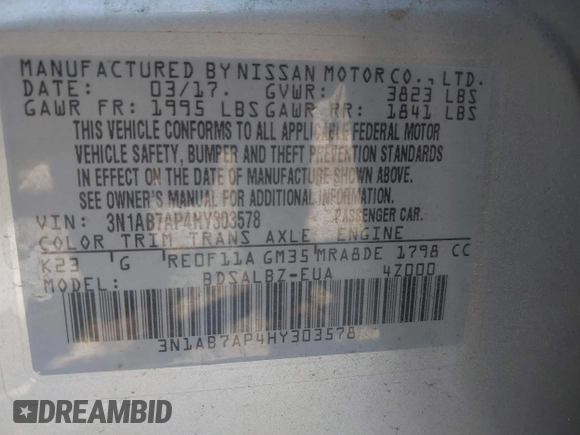 MANUFACTURED BY NISSAN MOTOR CO., LTD.
DATE: 03/17. GVWR: 3823 LBS
GAWR FR: 1995 LBS GAWR RR: 1841 LBS
THIS VEHICLE CONFORMS TO ALL APPLICABLE FEDERAL MOTOR
VEHICLE SAFETY, BUMPER AND THEFT PREVENTION STANDARDS
IN EFFECT ON THE DATE OF MANUFACTURE SHOWN ABOVE.
SEE OWNER'S MANUAL FOR ADDITIONAL INFORMATION.
VIN: 3N1AB7AP4HY303578 PASSENGER CAR.
COLOR TRIM TRANS AXLE ENGINE
K23 G RE0F11A GM35 MRA8DE 1798 CC
MODEL: BDSALBZ-EUA 4Z000
3N1AB7AP4HY303578
DREAMBID